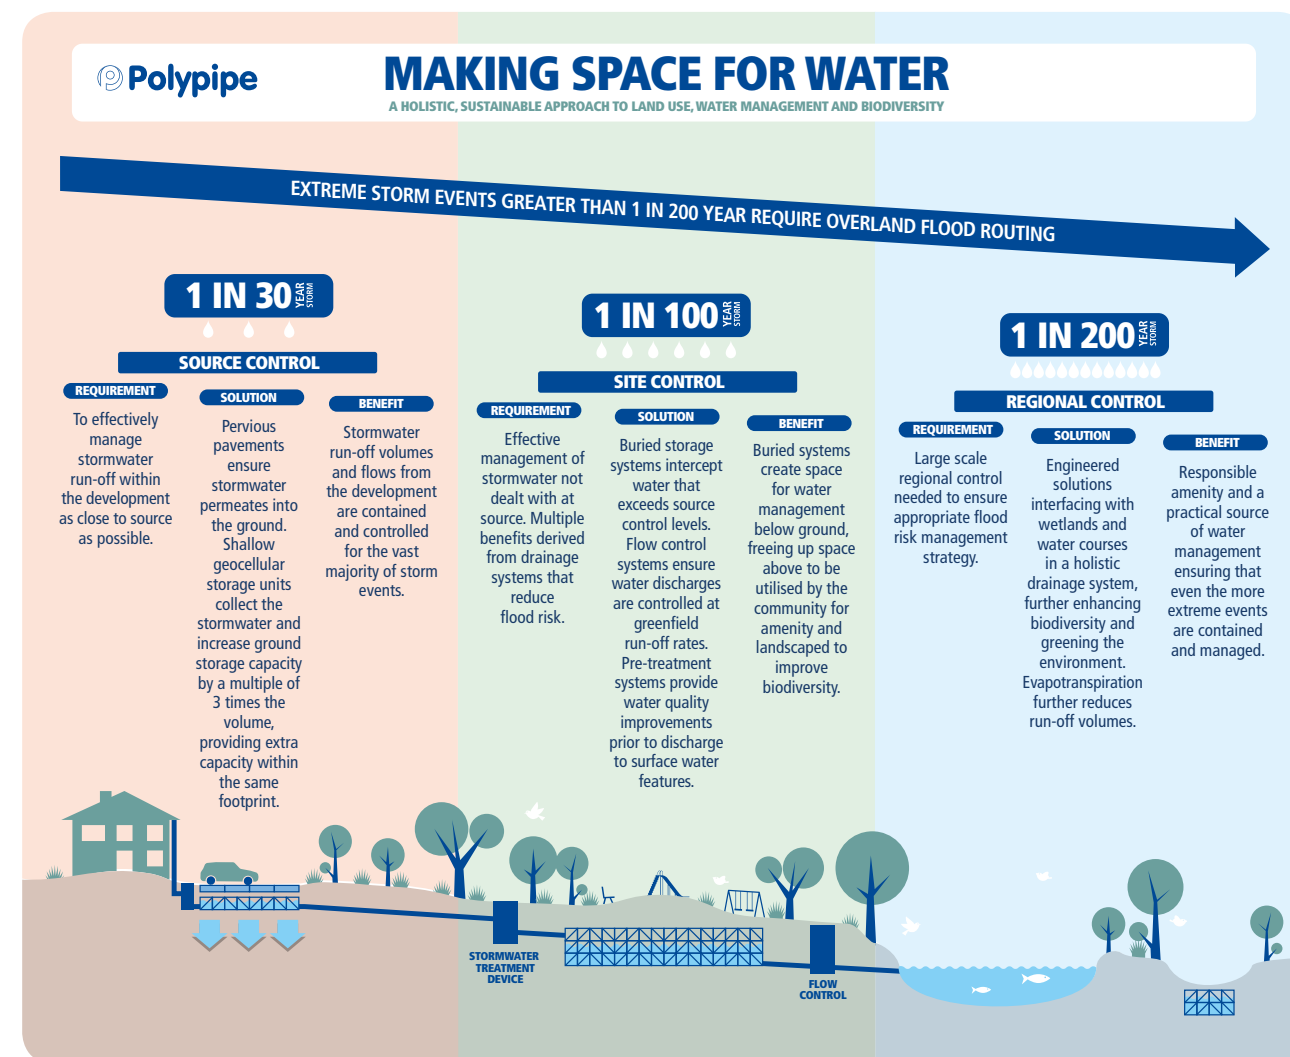 Polypipe
MAKING SPACE FOR WATER
A HOLISTIC, SUSTAINABLE APPROACH TO LAND USE, WATER MANAGEMENT AND BIODIVERSITY
EXTREME STORM EVENTS GREATER THAN 1 IN 200 YEAR REQUIRE OVERLAND FLOOD ROUTING
1 IN 30 YEAR STORM
SOURCE CONTROL
REQUIREMENT
To effectively
manage
stormwater
run-off within
the development
as close to source
as possible.
SOLUTION
Pervious
pavements
ensure
stormwater
permeates into
the ground.
Shallow
geocellular
storage units
collect the
stormwater and
increase ground
storage capacity
by a multiple of
3 times the
volume,
providing extra
capacity within
the same
footprint.
BENEFIT
Stormwater
run-off volumes
and flows from
the development
are contained
and controlled
for the vast
majority of storm
events.
1 IN 100 YEAR STORM
SITE CONTROL
REQUIREMENT
Effective
management of
stormwater not
dealt with at
source. Multiple
benefits derived
from drainage
systems that
reduce
flood risk.
SOLUTION
Buried storage
systems intercept
water that
exceeds source
control levels.
Flow control
systems ensure
water discharges
are controlled at
greenfield
run-off rates.
Pre-treatment
systems provide
water quality
improvements
prior to discharge
to surface water
features.
BENEFIT
Buried systems
create space
for water
management
below ground,
freeing up space
above to be
utilised by the
community for
amenity and
landscaped to
improve
biodiversity.
1 IN 200 YEAR STORM
REGIONAL CONTROL
REQUIREMENT
Large scale
regional control
needed to ensure
appropriate flood
risk management
strategy.
SOLUTION
Engineered
solutions
interfacing with
wetlands and
water courses
in a holistic
drainage system,
further enhancing
biodiversity and
greening the
environment.
Evapotranspiration
further reduces
run-off volumes.
BENEFIT
Responsible
amenity and a
practical source
of water
management
ensuring that
even the more
extreme events
are contained
and managed.
STORMWATER
TREATMENT
DEVICE
FLOW
CONTROL